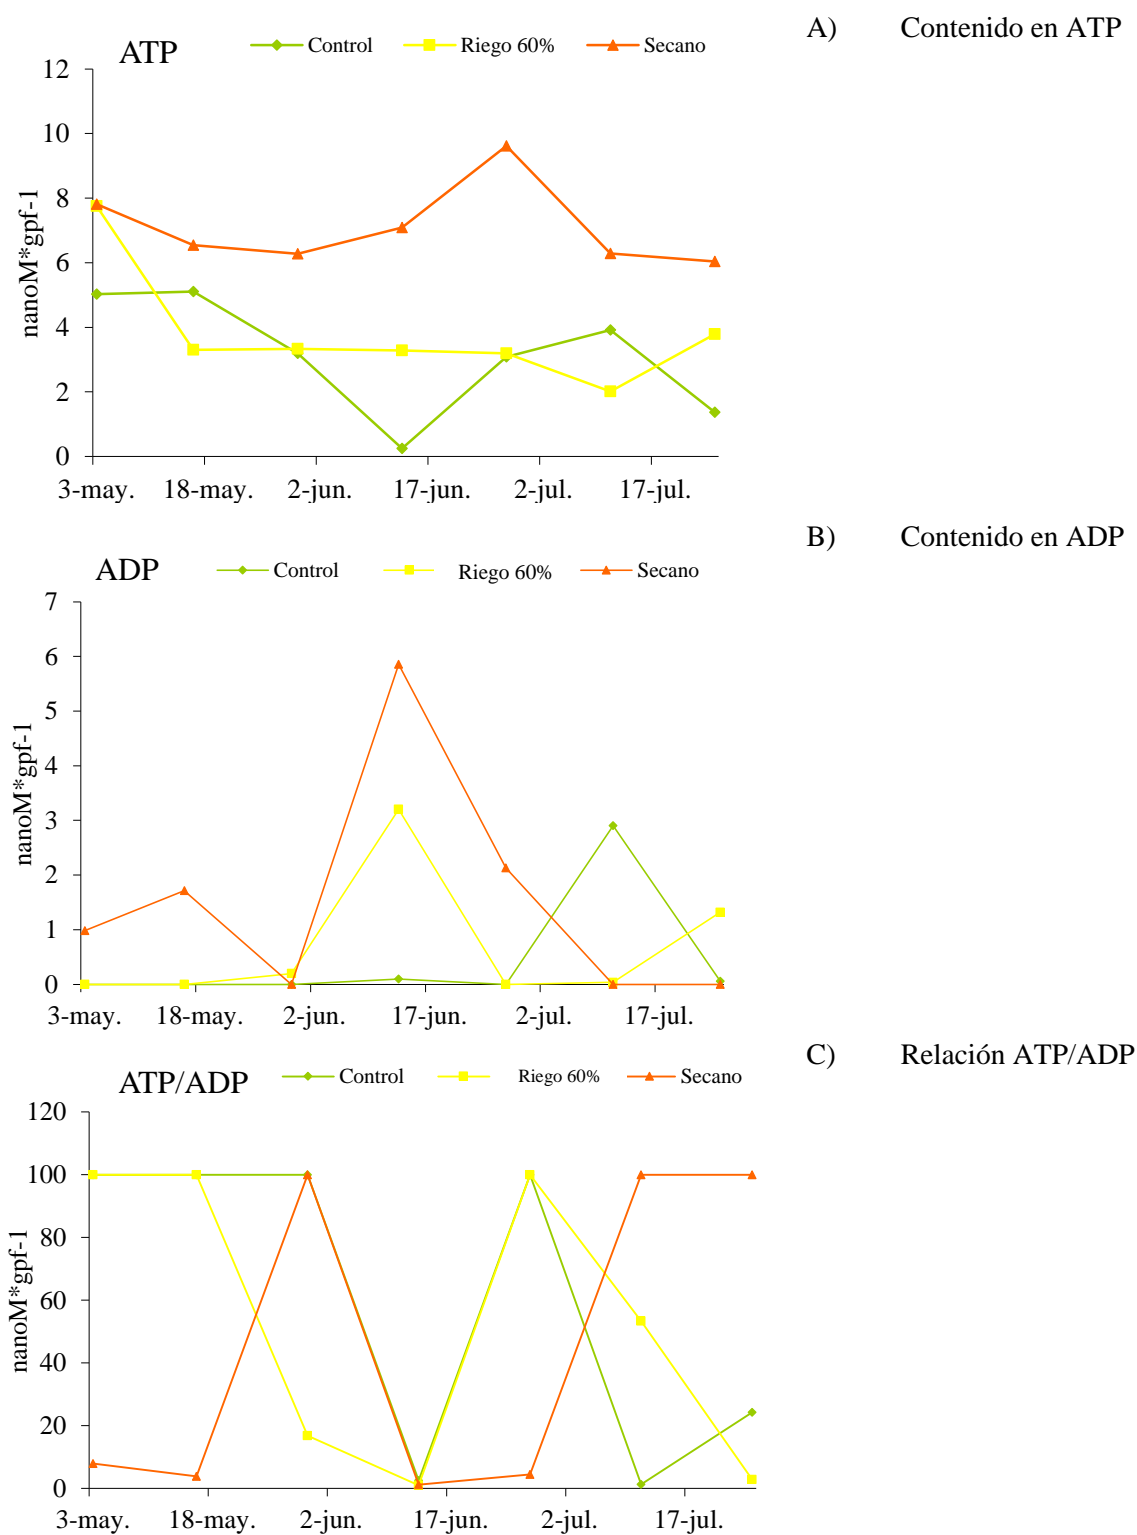 A) Contenido en ATP
ATP Control Riego 60% Secano
12
10
8
6
4
2
0
nanoM*gpf-1
3-may. 18-may. 2-jun. 17-jun. 2-jul. 17-jul.
B) Contenido en ADP
ADP Control Riego 60% Secano
7
6
5
4
3
2
1
0
nanoM*gpf-1
3-may. 18-may. 2-jun. 17-jun. 2-jul. 17-jul.
C) Relación ATP/ADP
ATP/ADP Control Riego 60% Secano
120
100
80
60
40
20
0
nanoM*gpf-1
3-may. 18-may. 2-jun. 17-jun. 2-jul. 17-jul.